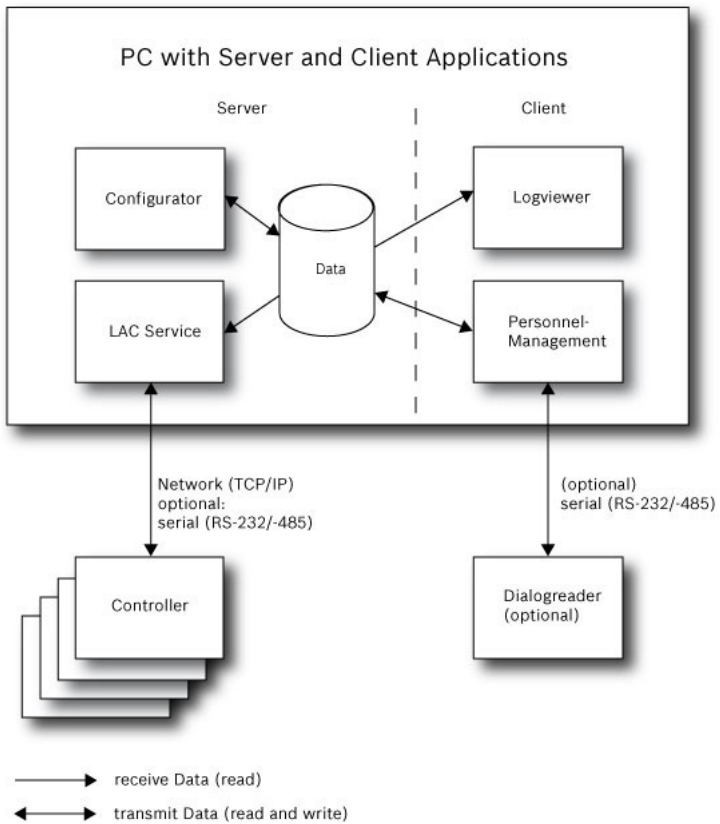 PC with Server and Client Applications
Server
Client
Configurator
Logviewer
Data
LAC Service
Personnel-
Management
Network (TCP/IP)
optional:
serial (RS-232/-485)
(optional)
serial (RS-232/-485)
Controller
Dialogreader
(optional)
receive Data (read)
transmit Data (read and write)